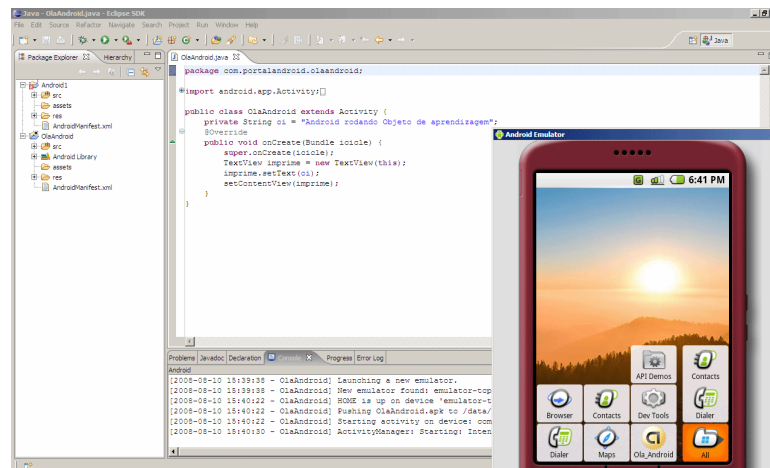 Java - OlaAndroid.java - Eclipse SDK
File Edit Source Refactor Navigate Search Project Run Window Help
Java
Package Explorer Hierarchy
OlaAndroid.java
Android1
src
assets
res
AndroidManifest.xml
OlaAndroid
src
Android Library
assets
res
AndroidManifest.xml
package com.portalandroid.olaandroid;
import android.app.Activity;
public class OlaAndroid extends Activity {
private String oi = "Android rodando Objeto de aprendizagem";
@Override
public void onCreate(Bundle icicle) {
super.onCreate(icicle);
TextView imprime = new TextView(this);
imprime.setText(oi);
setContentView(imprime);
}
}
Problems Javadoc Declaration Console Progress Error Log
Android
[2008-08-10 15:39:38 - OlaAndroid] Launching a new emulator.
[2008-08-10 15:39:38 - OlaAndroid] New emulator found: emulator-tcp
[2008-08-10 15:40:22 - OlaAndroid] HOME is up on device 'emulator-t
[2008-08-10 15:40:22 - OlaAndroid] Pushing OlaAndroid.apk to /data/
[2008-08-10 15:40:22 - OlaAndroid] Starting activity on device: com
[2008-08-10 15:40:30 - OlaAndroid] ActivityManager: Starting: Inten
Android Emulator
6:41 PM
API Demos Contacts
Browser Contacts Dev Tools Dialer
Dialer Maps Ola_Android All